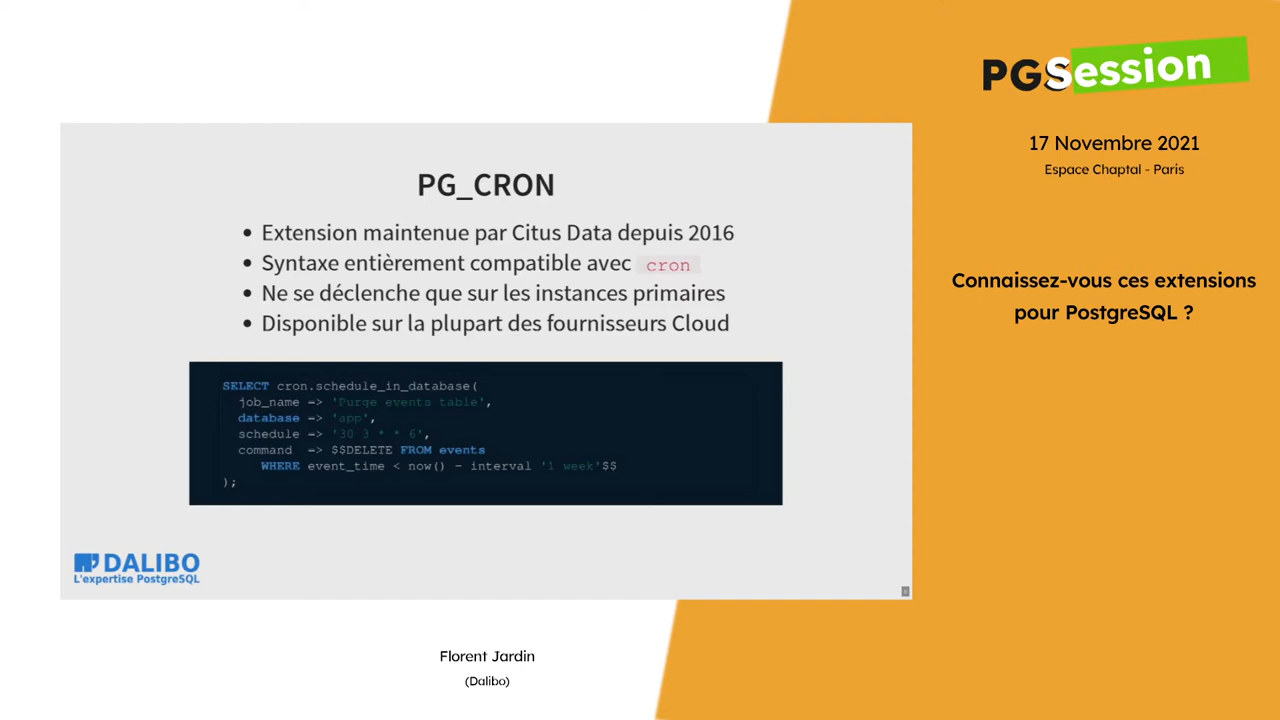 PGSession
17 Novembre 2021
Espace Chaptal - Paris
Connaissez-vous ces extensions
pour PostgreSQL ?
PG_CRON
• Extension maintenue par Citus Data depuis 2016
• Syntaxe entièrement compatible avec cron
• Ne se déclenche que sur les instances primaires
• Disponible sur la plupart des fournisseurs Cloud
SELECT cron.schedule_in_database(
job_name => 'Purge events table',
database => 'app',
schedule => '30 3 * * 6',
command => $$DELETE FROM events
WHERE event_time < now() - interval '1 week'$$
);
DALIBO
L'expertise PostgreSQL
Florent Jardin
(Dalibo)